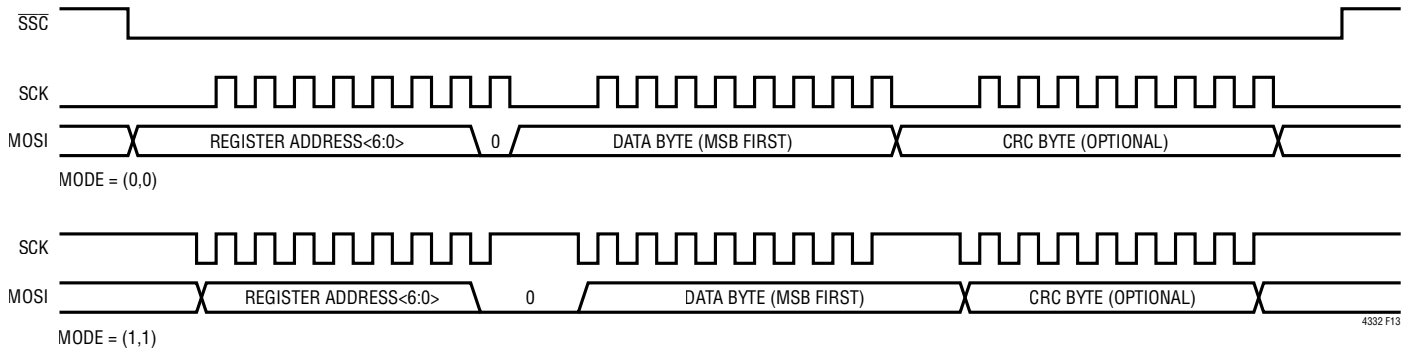 SSC
SCK
MOSI REGISTER ADDRESS<6:0> 0 DATA BYTE (MSB FIRST) CRC BYTE (OPTIONAL)
MODE = (0,0)
SCK
MOSI REGISTER ADDRESS<6:0> 0 DATA BYTE (MSB FIRST) CRC BYTE (OPTIONAL)
4332 F13
MODE = (1,1)